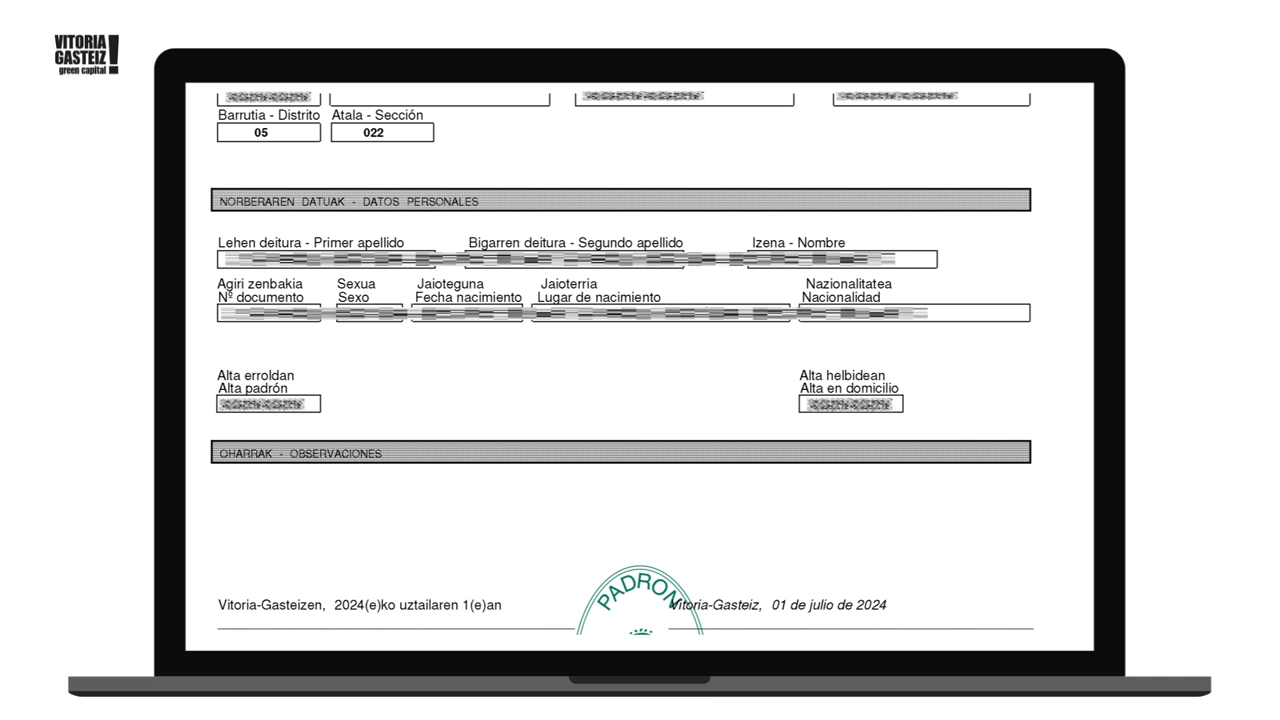 VITORIA
GASTEIZ!
green capital
Barrutia - Distrito Atala - Sección
05 022
NORBERAREN DATUAK - DATOS PERSONALES
Lehen deitura - Primer apellido Bigarren deitura - Segundo apellido Izena - Nombre
Agiri zenbakia Sexua Jaioteguna Jaioterria Nazionalitatea
Nº documento Sexo Fecha nacimiento Lugar de nacimiento Nacionalidad
Alta erroldan Alta helbidean
Alta padrón Alta en domicilio
OHARRAK - OBSERVACIONES
PADRON
Vitoria-Gasteizen, 2024(e)ko uztailaren 1(e)an Vitoria-Gasteiz, 01 de julio de 2024